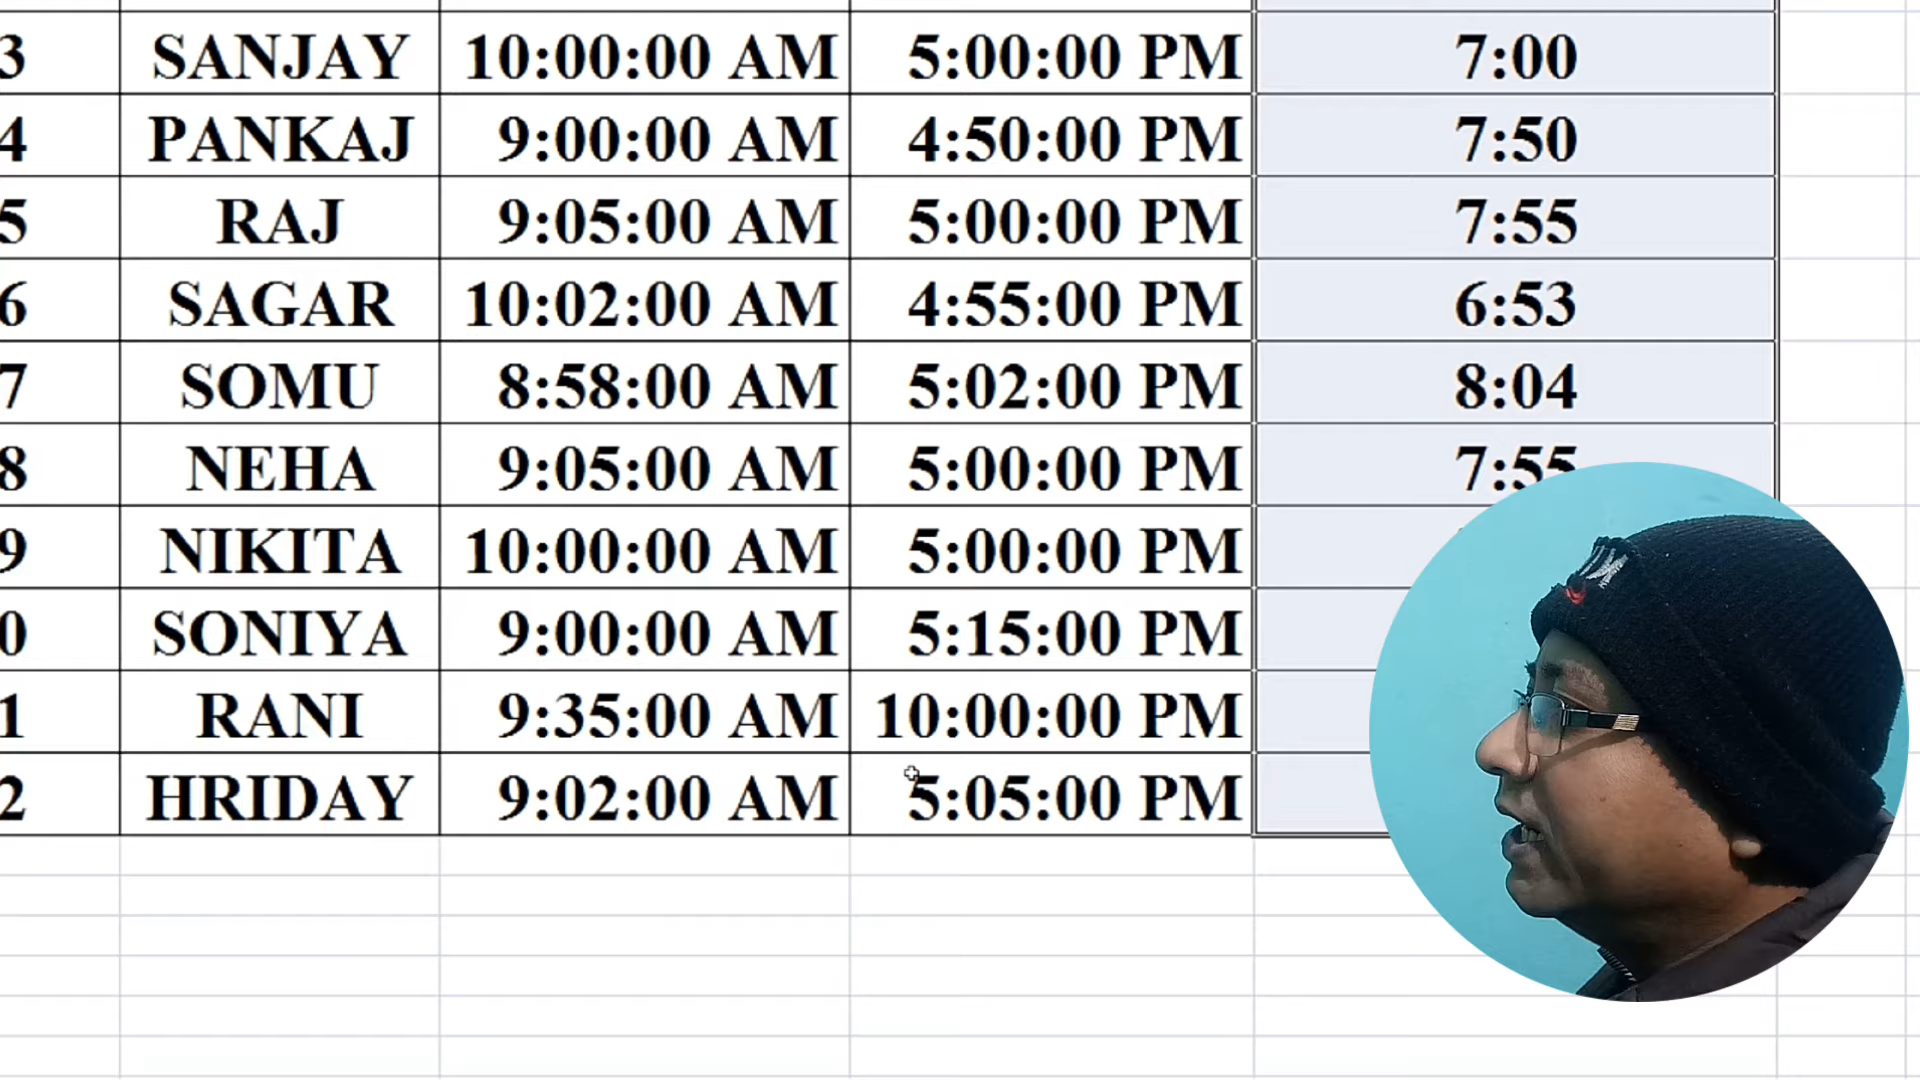 3 SANJAY 10:00:00 AM 5:00:00 PM 7:00
4 PANKAJ 9:00:00 AM 4:50:00 PM 7:50
5 RAJ 9:05:00 AM 5:00:00 PM 7:55
6 SAGAR 10:02:00 AM 4:55:00 PM 6:53
7 SOMU 8:58:00 AM 5:02:00 PM 8:04
8 NEHA 9:05:00 AM 5:00:00 PM 7:55
9 NIKITA 10:00:00 AM 5:00:00 PM
0 SONIYA 9:00:00 AM 5:15:00 PM
1 RANI 9:35:00 AM 10:00:00 PM
2 HRIDAY 9:02:00 AM 5:05:00 PM